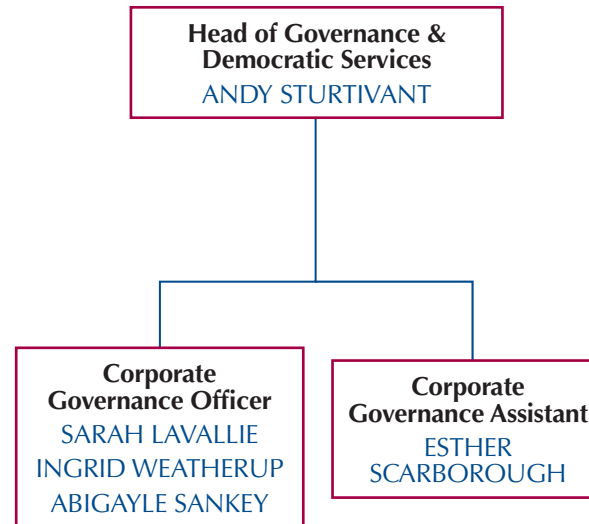 Head of Governance &
Democratic Services
ANDY STURTIVANT
Corporate
Governance Officer
SARAH LAVALLIE
INGRID WEATHERUP
ABIGAYLE SANKEY
Corporate
Governance Assistant
ESTHER
SCARBOROUGH